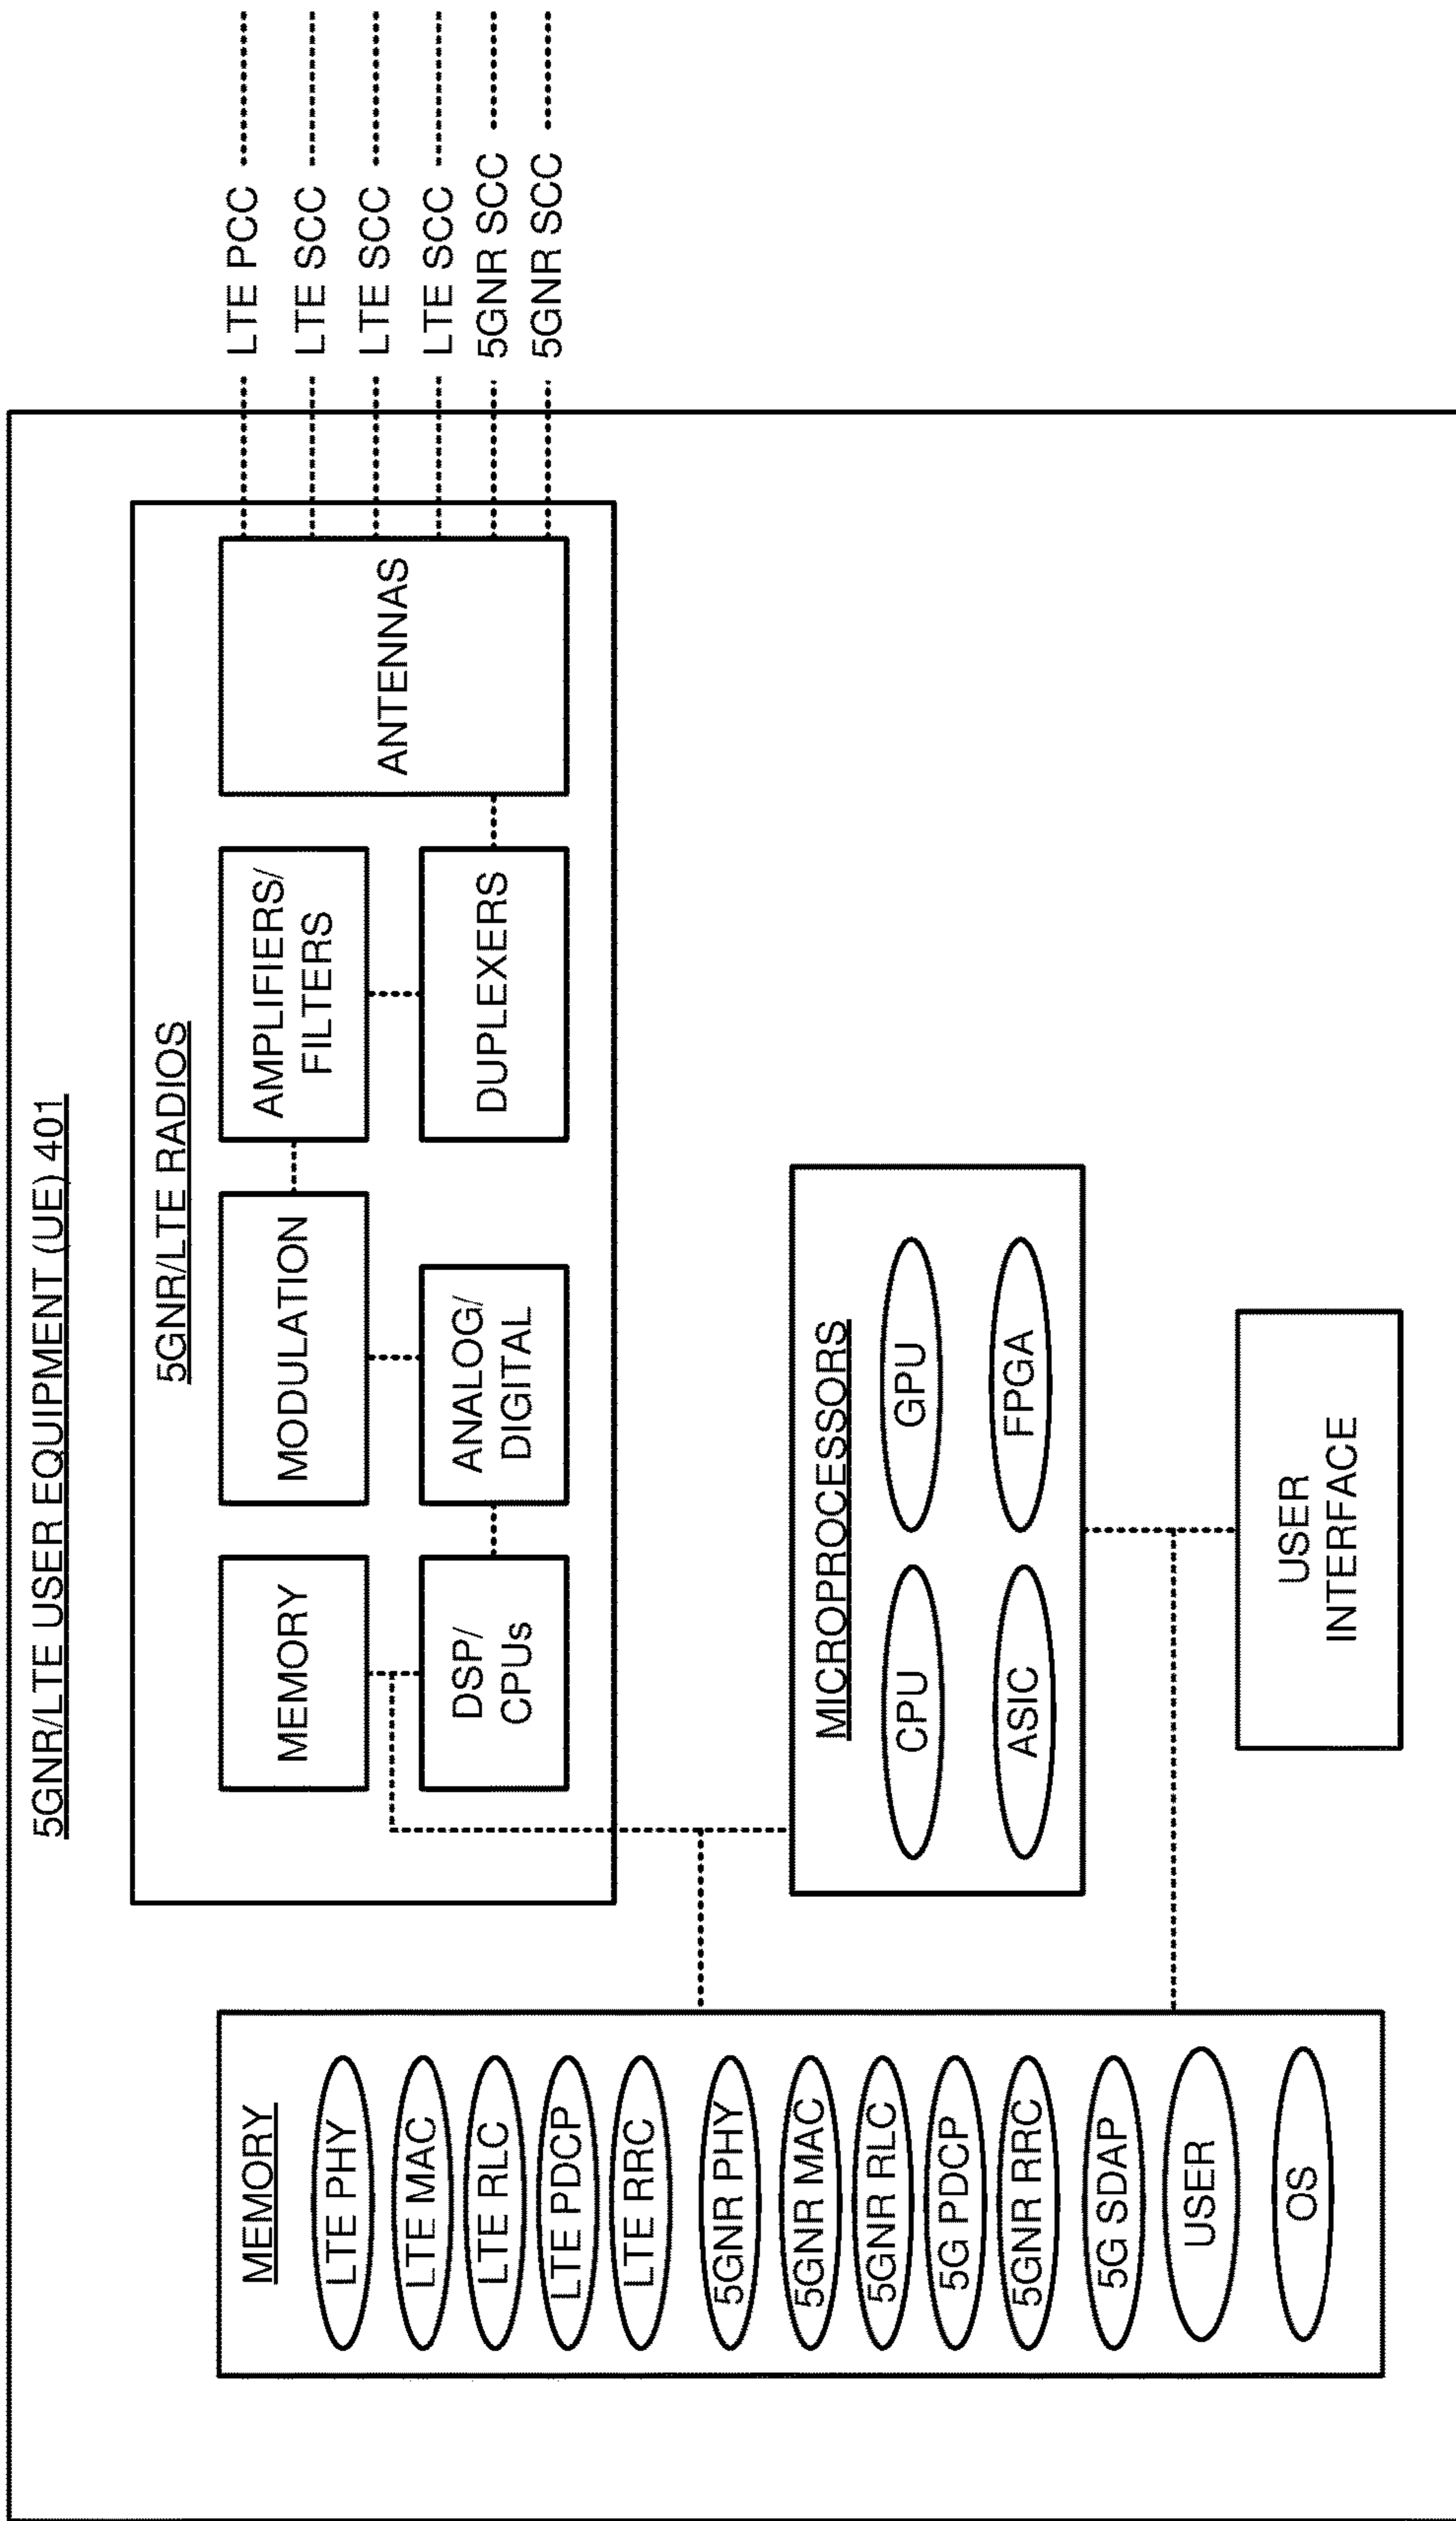 5GNR/LTE USER EQUIPMENT (UE) 401
5GNR/LTE RADIOS
MEMORY
MODULATION
AMPLIFIERS/
FILTERS
ANTENNAS
DSP/
CPUs
ANALOG/
DIGITAL
DUPLEXERS
LTE PCC
LTE SCC
LTE SCC
LTE SCC
5GNR SCC
5GNR SCC
MEMORY
LTE PHY
LTE MAC
LTE RLC
LTE PDCP
LTE RRC
5GNR PHY
5GNR MAC
5GNR RLC
5G PDCP
5GNR RRC
5G SDAP
USER
OS
MICROPROCESSORS
CPU
GPU
ASIC
FPGA
USER
INTERFACE